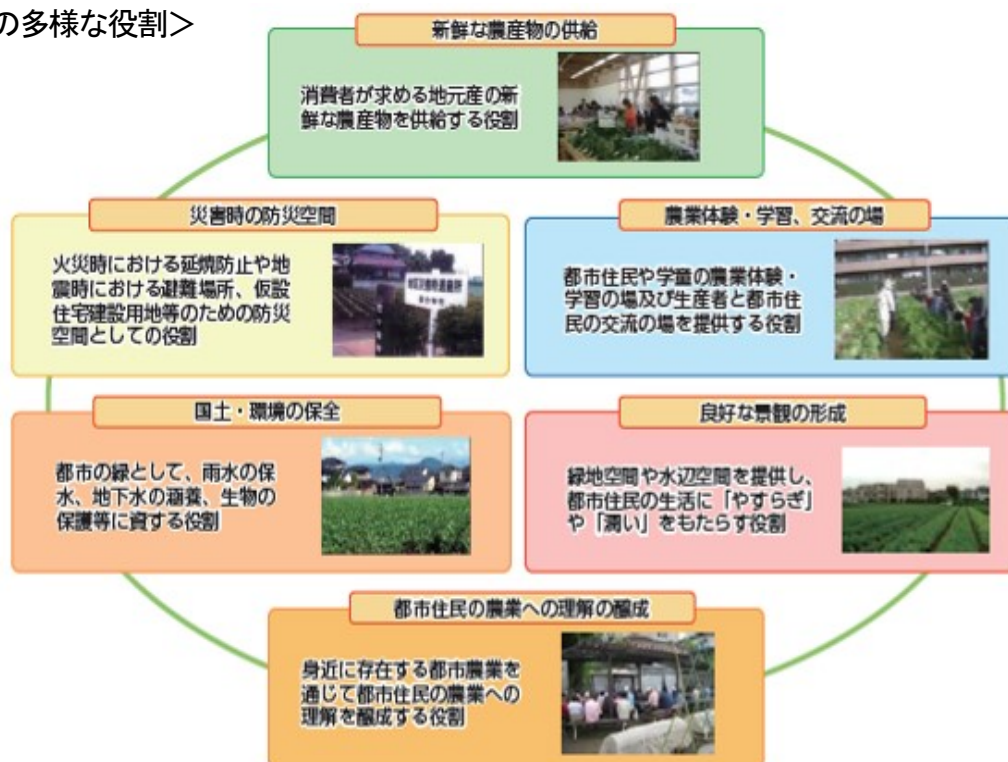 の多様な役割＞
新鮮な農産物の供給
消費者が求める地元産の新
鮮な農産物を供給する役割
災害時の防災空間
火災時における延焼防止や地
震時における避難場所、仮設
住宅建設用地等のための防災
空間としての役割
農業体験・学習、交流の場
都市住民や学童の農業体験・
学習の場及び生産者と都市住
民の交流の場を提供する役割
国土・環境の保全
都市の緑として、雨水の保
水、地下水の涵養、生物の
保護等に資する役割
良好な景観の形成
緑地空間や水辺空間を提供し、
都市住民の生活に「やすらぎ」
や「潤い」をもたらす役割
都市住民の農業への理解の醸成
身近に存在する都市農業を
通じて都市住民の農業への
理解を醸成する役割